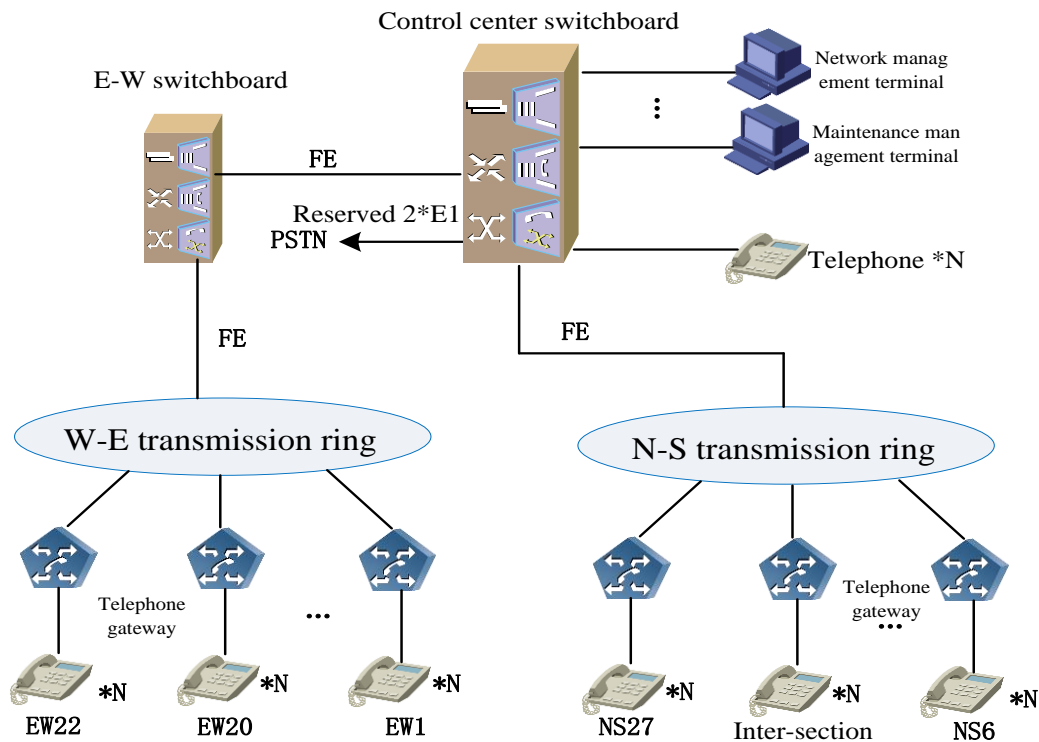 Control center switchboard
E-W switchboard
Network manag
ement terminal
Maintenance man
agement terminal
FE
Reserved 2*E1
PSTN
Telephone *N
FE
FE
W-E transmission ring
N-S transmission ring
Telephone
gateway
...
Telephone
gateway
...
*N
*N
*N
*N
*N
*N
EW22
EW20
EW1
NS27
Inter-section
NS6